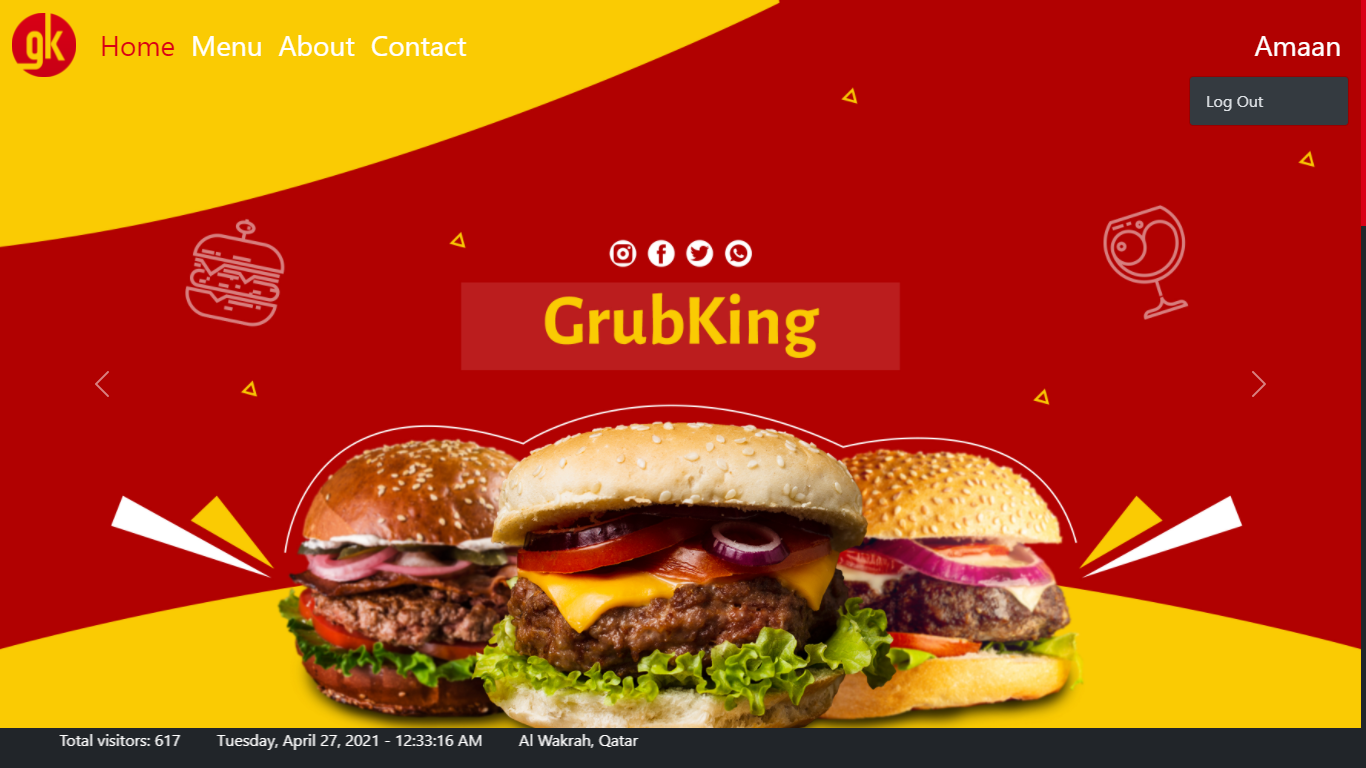 gk Home Menu About Contact Amaan
Log Out
GrubKing
Total visitors: 617 Tuesday, April 27, 2021 - 12:33:16 AM Al Wakrah, Qatar